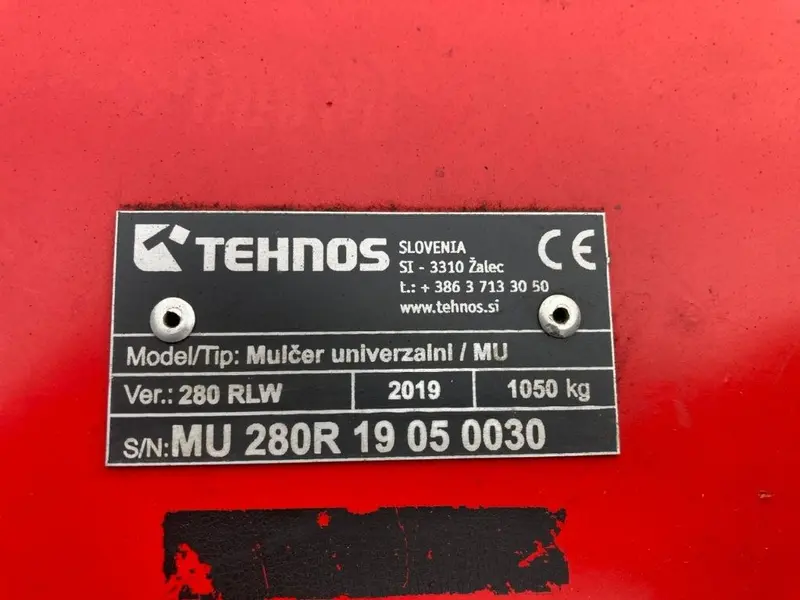 TEHNOS
SLOVENIA
SI - 3310 Žalec
t.: + 386 3 713 30 50
www.tehnos.si
CE
Model/Tip: Mulčer univerzalni / MU
Ver.: 280 RLW 2019 1050 kg
S/N: MU 280R 19 05 0030